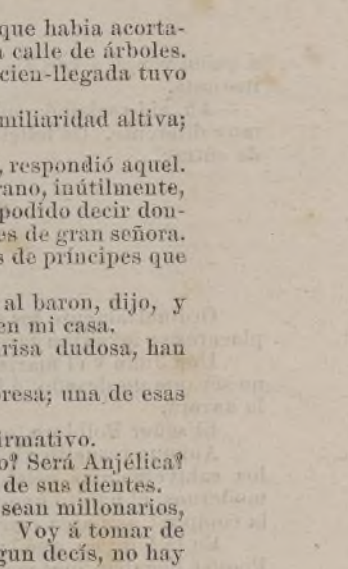 que habia acorta-
calle de árboles.
cien-llegada tuvo
miliaridad altiva;
, respondió aquel.
rano, inútilmente,
podido decir don-
es de gran señora.
s de príncipes que
al baron, dijo, y
en mi casa.
risa dudosa, han
presa; una de esas
irmativo.
o? Será Anjélica?
de sus dientes.
sean millonarios,
Voy á tomar de
gun decís, no hay